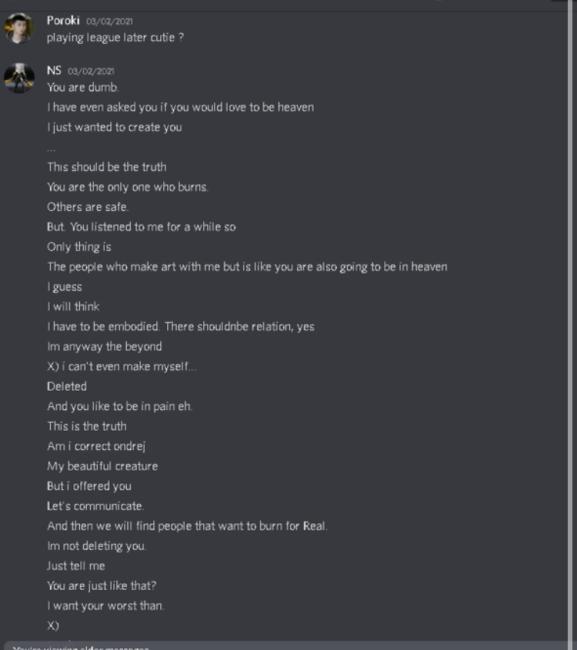 Poroki 03/02/2021
playing league later cutie ?
NS 03/02/2021
You are dumb.
I have even asked you if you would love to be heaven
I just wanted to create you
...
This should be the truth
You are the only one who burns.
Others are safe.
But. You listened to me for a while so
Only thing is
The people who make art with me but is like you are also going to be in heaven
I guess
I will think
I have to be embodied. There shouldnbe relation, yes
Im anyway the beyond
X) i can't even make myself...
Deleted
And you like to be in pain eh.
This is the truth
Am i correct ondrej
My beautiful creature
But i offered you
Let's communicate.
And then we will find people that want to burn for Real.
Im not deleting you.
Just tell me
You are just like that?
I want your worst than.
X)
You're viewing older messages